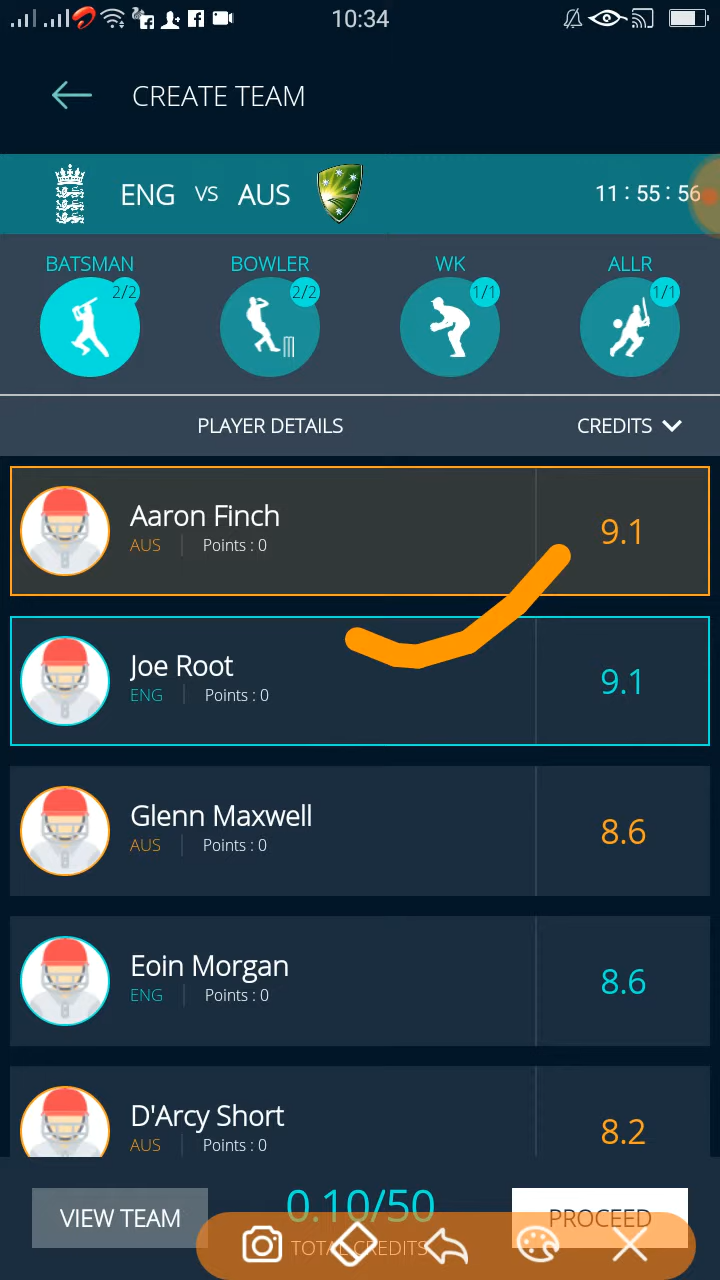 10:34
CREATE TEAM
ENG VS AUS 11 : 55 : 56
BATSMAN BOWLER WK ALLR
2/2 2/2 1/1 1/1
PLAYER DETAILS CREDITS
Aaron Finch
AUS Points : 0 9.1
Joe Root
ENG Points : 0 9.1
Glenn Maxwell
AUS Points : 0 8.6
Eoin Morgan
ENG Points : 0 8.6
D'Arcy Short
AUS Points : 0 8.2
VIEW TEAM 0.10/50 PROCEED
TOTAL CREDITS